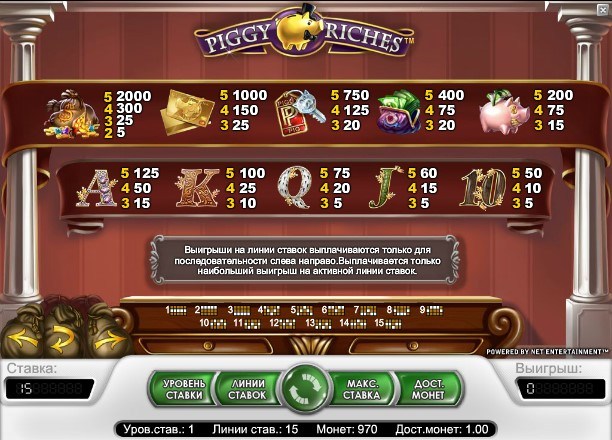 PIGGY RICHES™
5 2000 5 1000 5 750 5 400 5 200
4 300 4 150 4 125 4 75 4 75
3 25 3 25 3 20 3 20 3 15
2 5
PIGS
P
PIG
A 5 125 K 5 100 Q 5 75 J 5 60 10 5 50
4 50 4 25 4 20 4 15 4 10
3 15 3 10 3 5 3 5 3 5
Выигрыши на линии ставок выплачиваются только для
последовательности слева направо.Выплачивается только
наибольший выигрыш на активной линии ставок.
1 2 3 4 5 6 7 8 9
10 11 12 13 14 15
POWERED BY NET ENTERTAINMENT™
Ставка: Выигрыш:
15 0
УРОВЕНЬ СТАВКИ
ЛИНИИ СТАВОК
МАКС. СТАВКА
ДОСТ. МОНЕТ
Уров.став.: 1 Линии став.: 15 Монет: 970 Дост.монет: 1.00